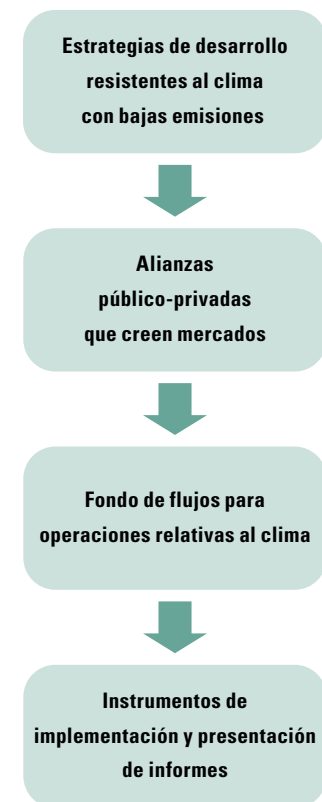 Estrategias de desarrollo
resistentes al clima
con bajas emisiones
Alianzas
público-privadas
que creen mercados
Fondo de flujos para
operaciones relativas al clima
Instrumentos de
implementación y presentación
de informes